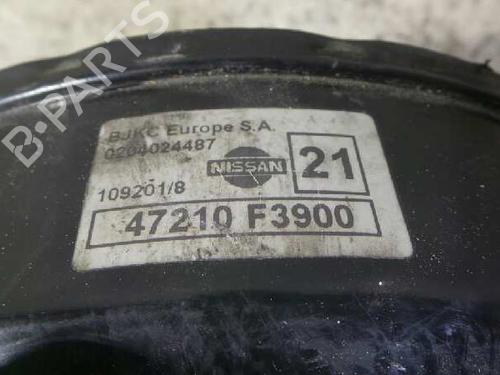 B-PARTS
BJKC Europe S.A.
0204024487
NISSAN
21
109201/8
47210 F3900